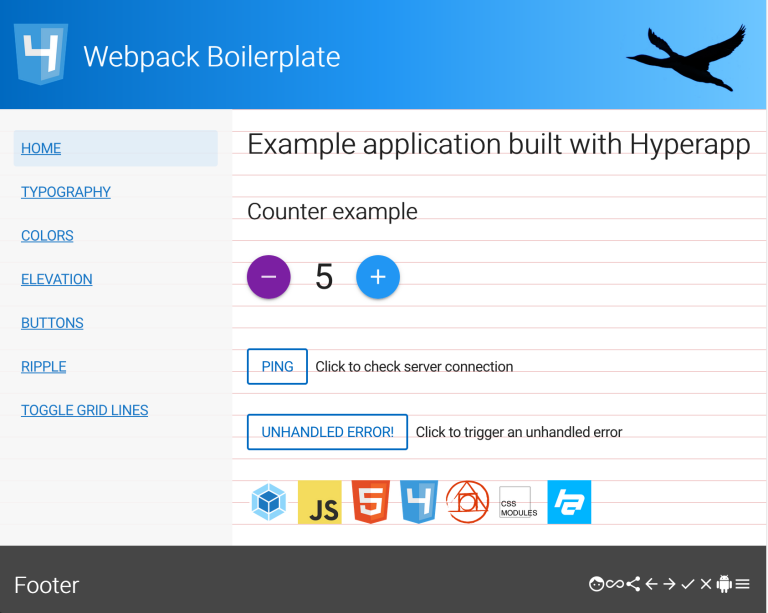 4 Webpack Boilerplate
HOME
TYPOGRAPHY
COLORS
ELEVATION
BUTTONS
RIPPLE
TOGGLE GRID LINES
Example application built with Hyperapp
Counter example
− 5 +
PING Click to check server connection
UNHANDLED ERROR! Click to trigger an unhandled error
JS 5 4 CSS
MODULES
Footer